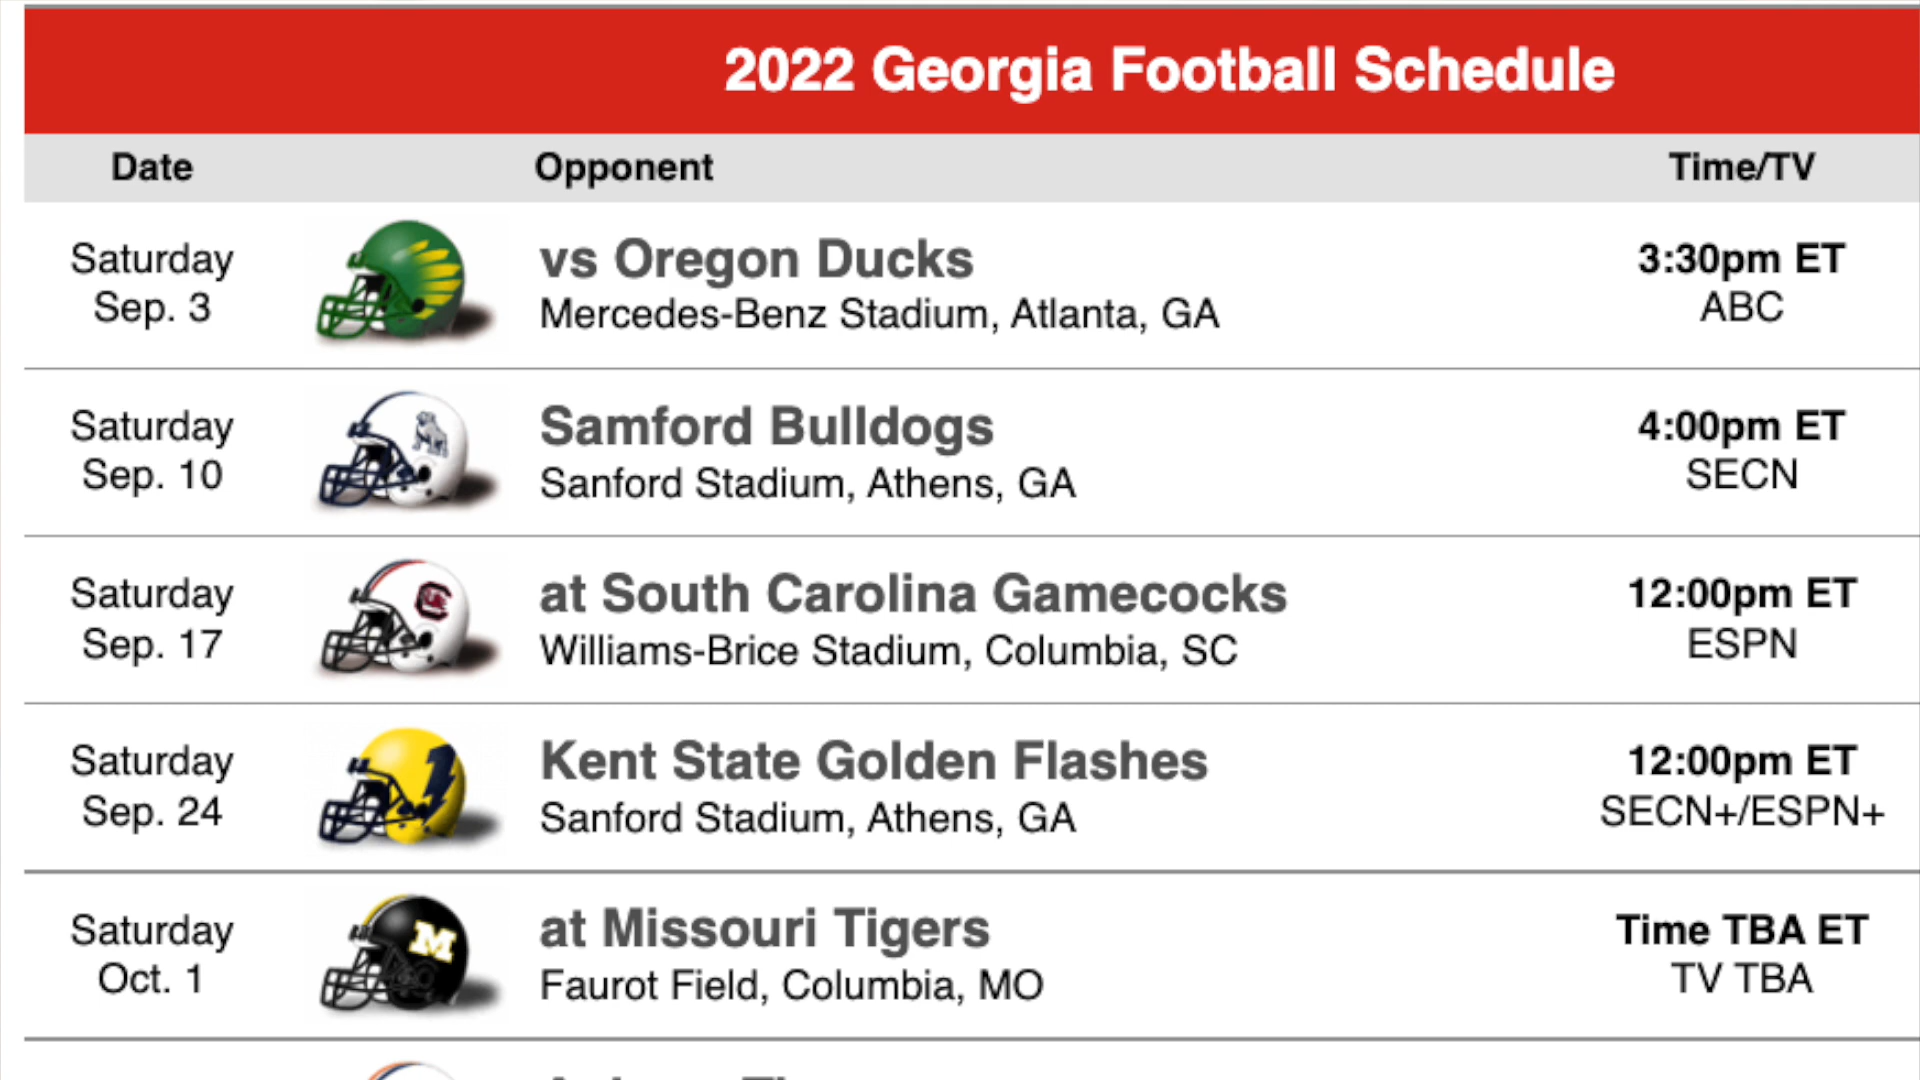 2022 Georgia Football Schedule
Date Opponent Time/TV
Saturday
Sep. 3
vs Oregon Ducks
Mercedes-Benz Stadium, Atlanta, GA
3:30pm ET
ABC
Saturday
Sep. 10
Samford Bulldogs
Sanford Stadium, Athens, GA
4:00pm ET
SECN
Saturday
Sep. 17
at South Carolina Gamecocks
Williams-Brice Stadium, Columbia, SC
12:00pm ET
ESPN
Saturday
Sep. 24
Kent State Golden Flashes
Sanford Stadium, Athens, GA
12:00pm ET
SECN+/ESPN+
Saturday
Oct. 1
M
at Missouri Tigers
Faurot Field, Columbia, MO
Time TBA ET
TV TBA